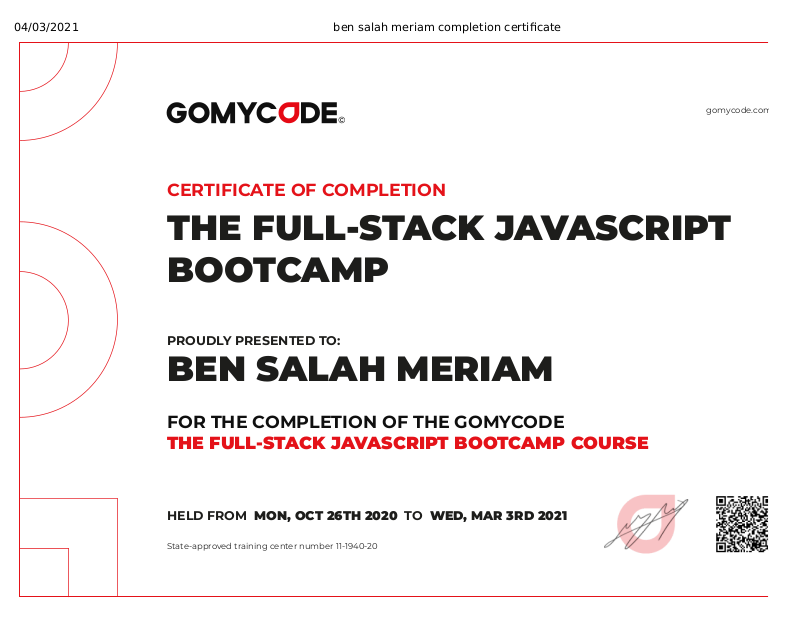 04/03/2021 ben salah meriam completion certificate
GOMYCODE©
gomycode.com
CERTIFICATE OF COMPLETION
THE FULL-STACK JAVASCRIPT
BOOTCAMP
PROUDLY PRESENTED TO:
BEN SALAH MERIAM
FOR THE COMPLETION OF THE GOMYCODE
THE FULL-STACK JAVASCRIPT BOOTCAMP COURSE
HELD FROM MON, OCT 26TH 2020 TO WED, MAR 3RD 2021
State-approved training center number 11-1940-20